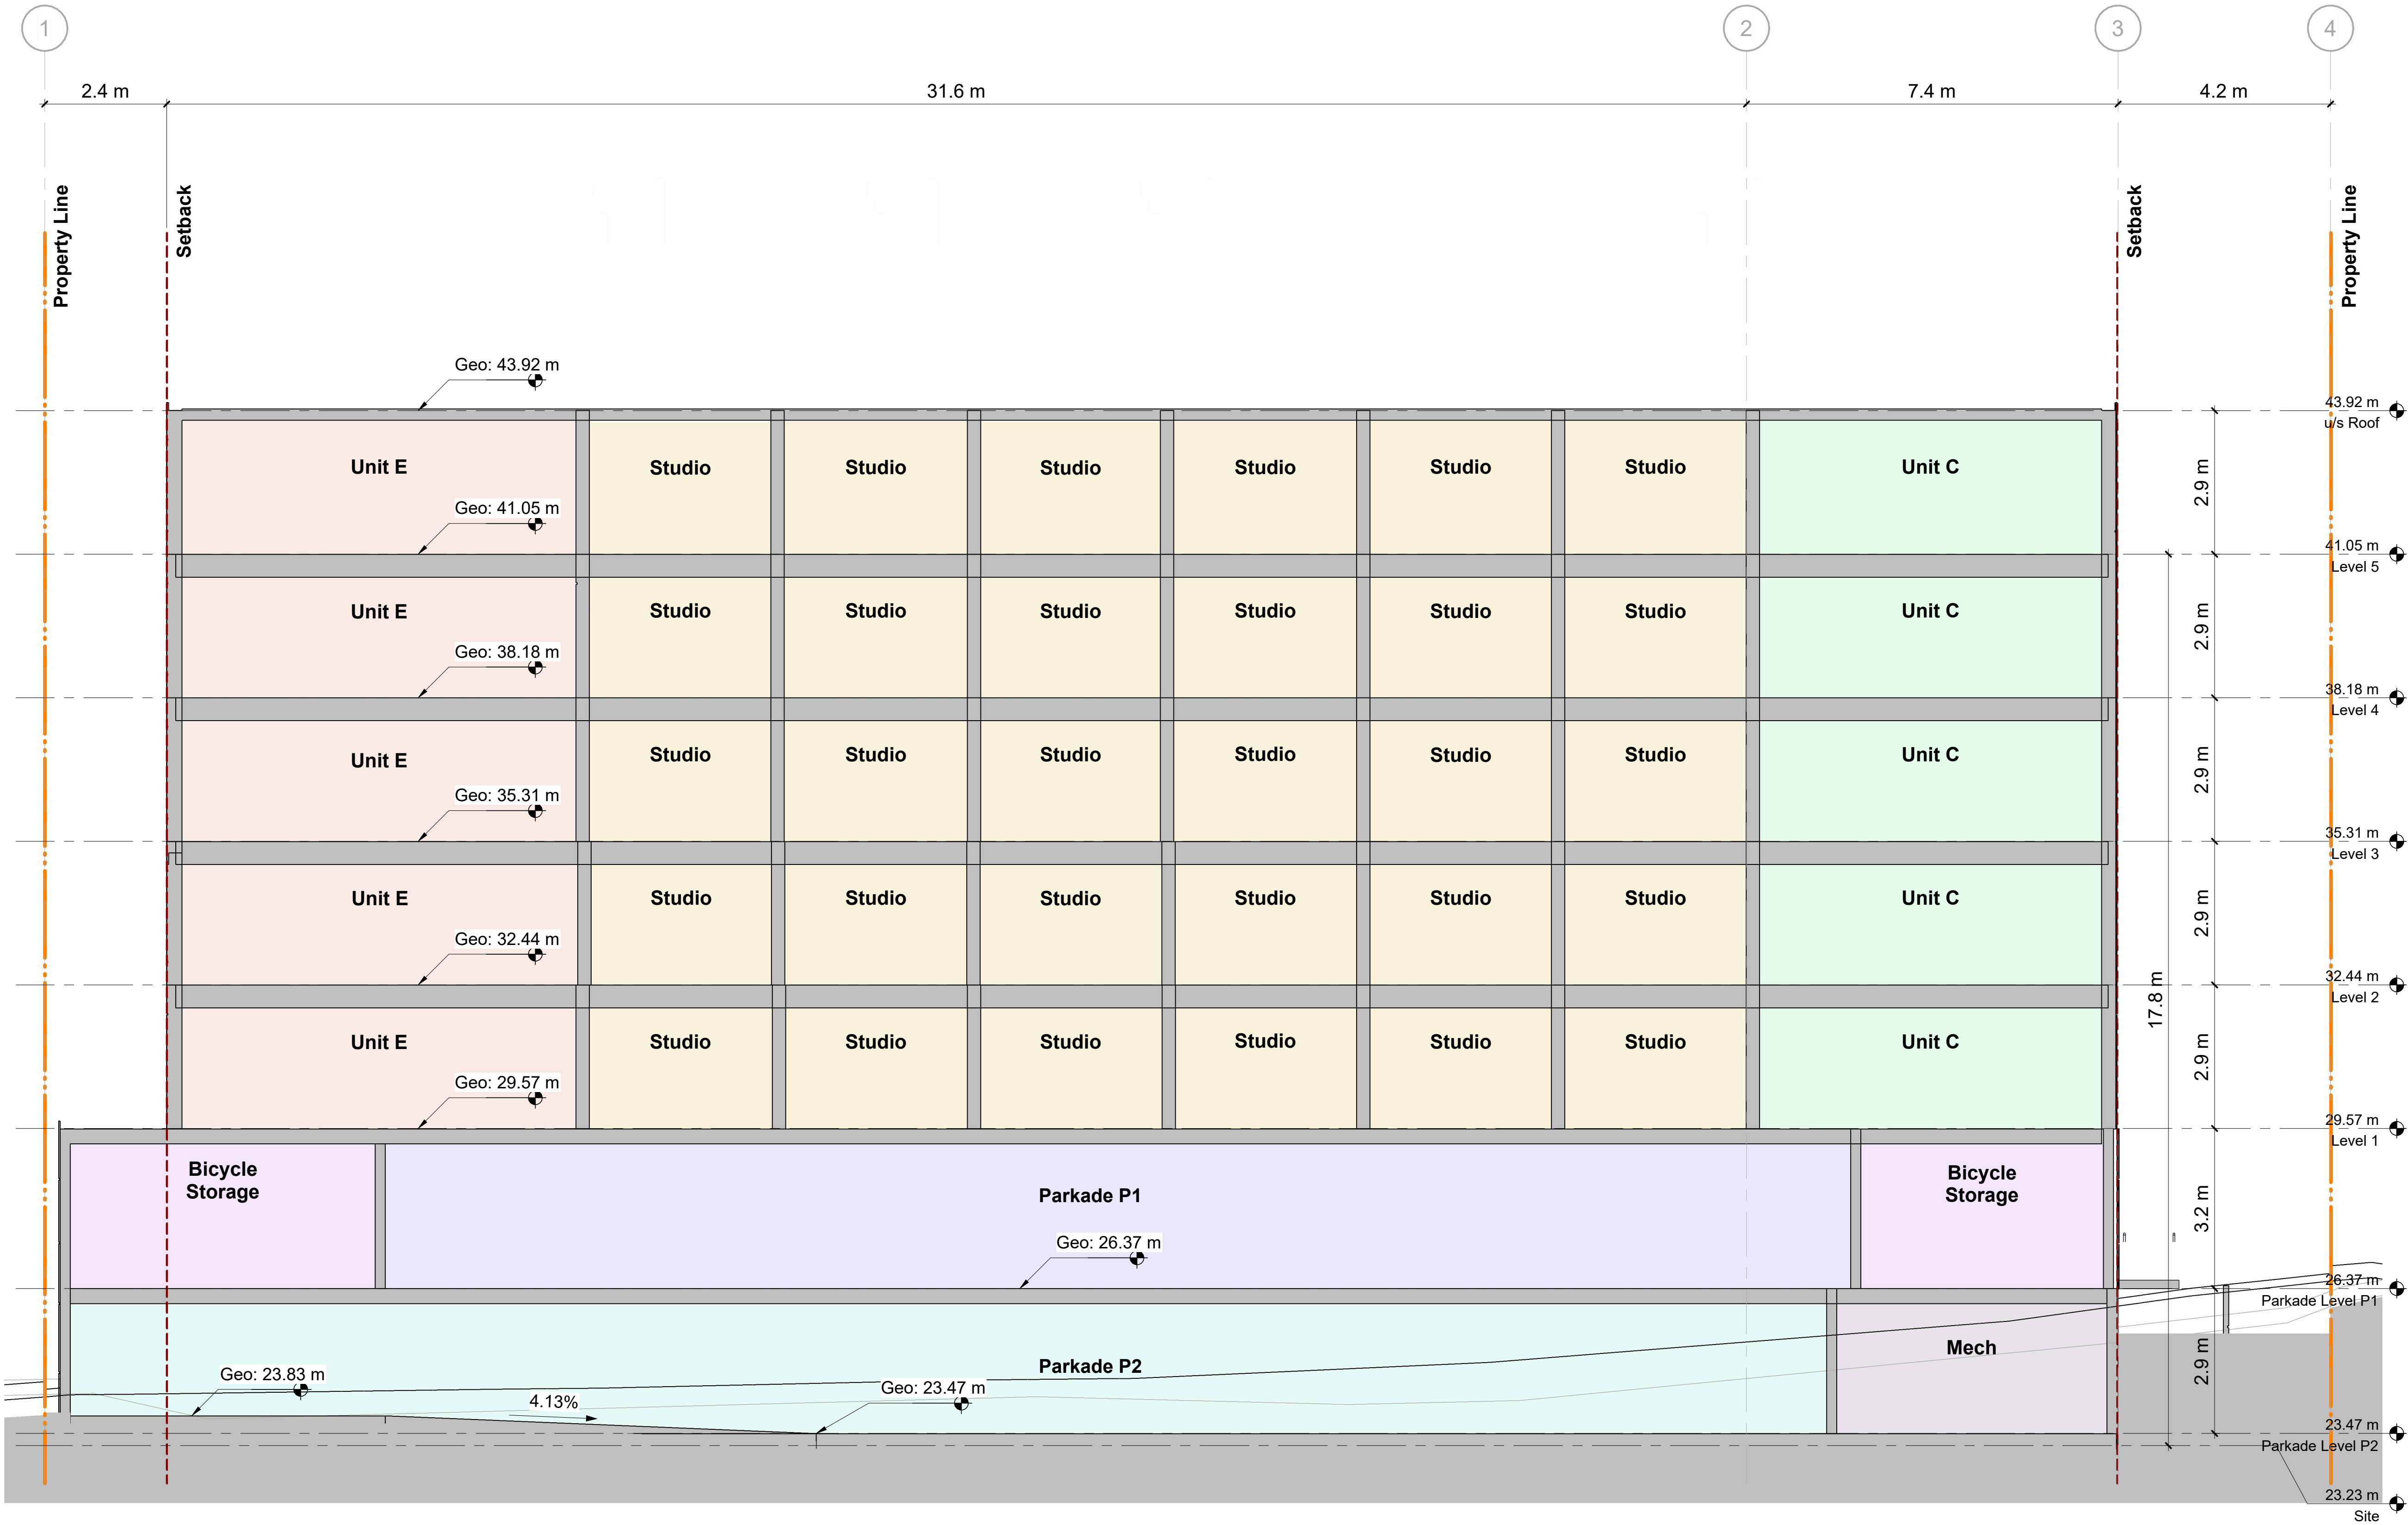 1
2
3
4
2.4 m
31.6 m
7.4 m
4.2 m
Property Line
Setback
Setback
Property Line
Geo: 43.92 m
43.92 m
u/s Roof
Unit E
Studio
Studio
Studio
Studio
Studio
Studio
Unit C
2.9 m
Geo: 41.05 m
41.05 m
Level 5
Unit E
Studio
Studio
Studio
Studio
Studio
Studio
Unit C
2.9 m
Geo: 38.18 m
38.18 m
Level 4
Unit E
Studio
Studio
Studio
Studio
Studio
Studio
Unit C
2.9 m
Geo: 35.31 m
35.31 m
Level 3
Unit E
Studio
Studio
Studio
Studio
Studio
Studio
Unit C
2.9 m
Geo: 32.44 m
32.44 m
Level 2
17.8 m
Unit E
Studio
Studio
Studio
Studio
Studio
Studio
Unit C
2.9 m
Geo: 29.57 m
29.57 m
Level 1
Bicycle
Storage
Parkade P1
Bicycle
Storage
3.2 m
Geo: 26.37 m
26.37 m
Parkade Level P1
Parkade P2
Mech
2.9 m
Geo: 23.83 m
4.13%
Geo: 23.47 m
23.47 m
Parkade Level P2
23.23 m
Site